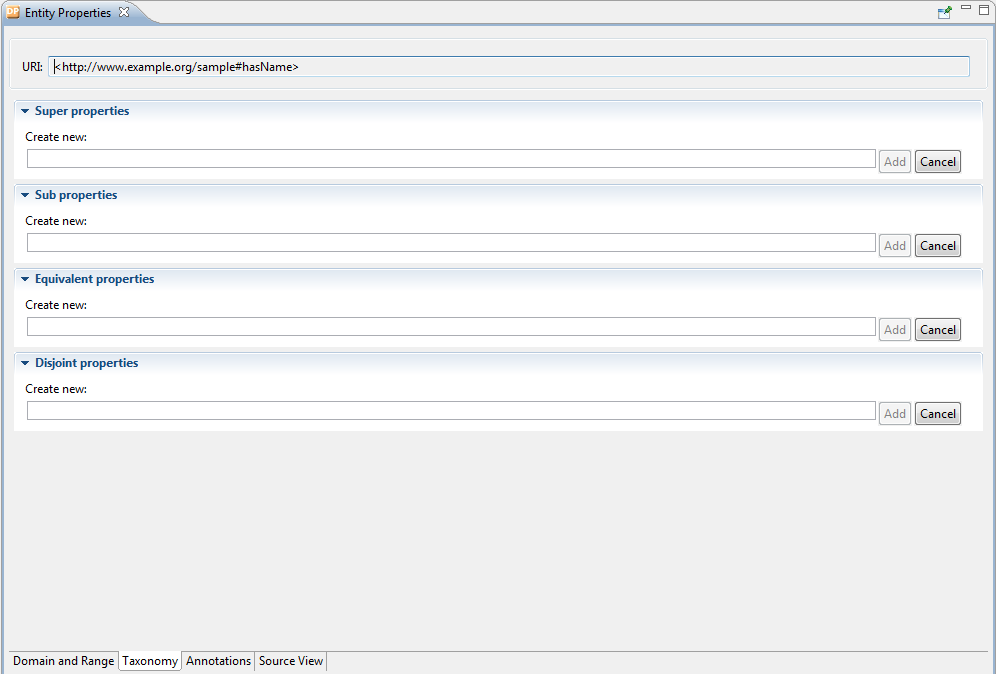 DP Entity Properties
URI: <http://www.example.org/sample#hasName>
Super properties
Create new:
Add Cancel
Sub properties
Create new:
Add Cancel
Equivalent properties
Create new:
Add Cancel
Disjoint properties
Create new:
Add Cancel
Domain and Range Taxonomy Annotations Source View